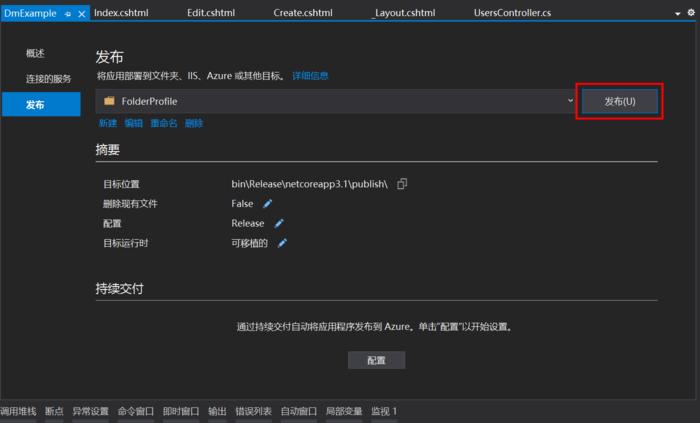 DmExample Index.cshtml Edit.cshtml Create.cshtml _Layout.cshtml UsersController.cs
概述
连接的服务
发布
发布
将应用部署到文件夹、IIS、Azure 或其他目标。 详细信息
FolderProfile
发布(U)
新建 编辑 重命名 删除
摘要
目标位置 bin\Release\netcoreapp3.1\publish\
删除现有文件 False
配置 Release
目标运行时 可移植的
持续交付
通过持续交付自动将应用程序发布到 Azure。单击"配置"以开始设置。
配置
调用堆栈 断点 异常设置 命令窗口 即时窗口 输出 错误列表 自动窗口 局部变量 监视 1